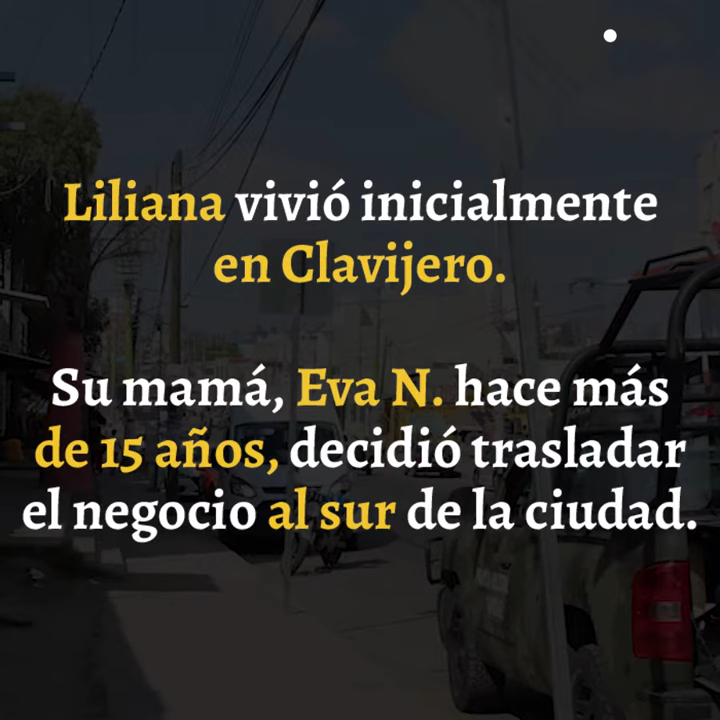 Liliana vivió inicialmente
en Clavijero.
Su mamá, Eva N. hace más
de 15 años, decidió trasladar
el negocio al sur de la ciudad.